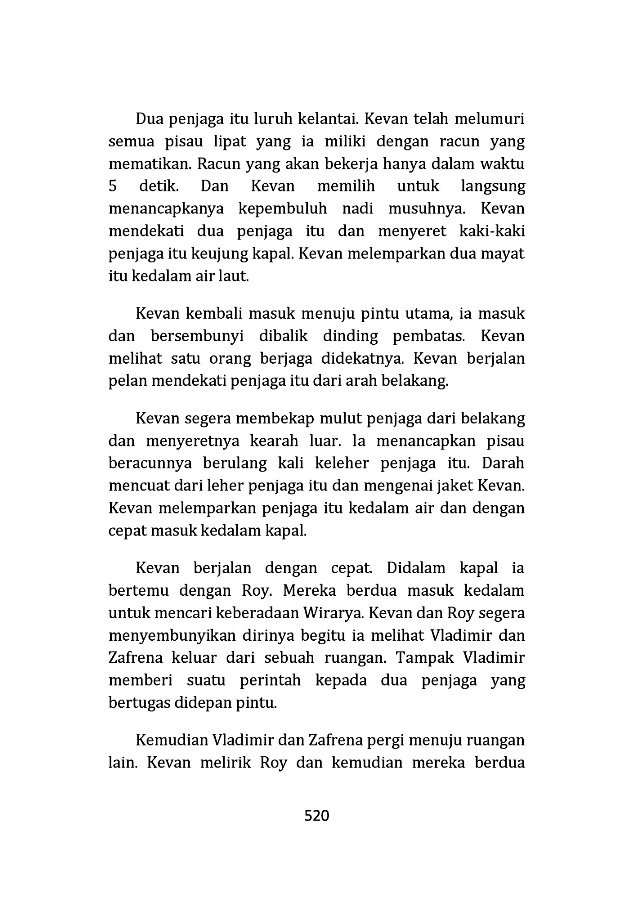 Dua penjaga itu luruh kelantai. Kevan telah melumuri
semua pisau lipat yang ia miliki dengan racun yang
mematikan. Racun yang akan bekerja hanya dalam waktu
5 detik. Dan Kevan memilih untuk langsung
menancapkanya kepembuluh nadi musuhnya. Kevan
mendekati dua penjaga itu dan menyeret kaki-kaki
penjaga itu keujung kapal. Kevan melemparkan dua mayat
itu kedalam air laut.
Kevan kembali masuk menuju pintu utama, ia masuk
dan bersembunyi dibalik dinding pembatas. Kevan
melihat satu orang berjaga didekatnya. Kevan berjalan
pelan mendekati penjaga itu dari arah belakang.
Kevan segera membekap mulut penjaga dari belakang
dan menyeretnya kearah luar. Ia menancapkan pisau
beracunnya berulang kali keleher penjaga itu. Darah
mencuat dari leher penjaga itu dan mengenai jaket Kevan.
Kevan melemparkan penjaga itu kedalam air dan dengan
cepat masuk kedalam kapal.
Kevan berjalan dengan cepat. Didalam kapal ia
bertemu dengan Roy. Mereka berdua masuk kedalam
untuk mencari keberadaan Wirarya. Kevan dan Roy segera
menyembunyikan dirinya begitu ia melihat Vladimir dan
Zafrena keluar dari sebuah ruangan. Tampak Vladimir
memberi suatu perintah kepada dua penjaga yang
bertugas didepan pintu.
Kemudian Vladimir dan Zafrena pergi menuju ruangan
lain. Kevan melirik Roy dan kemudian mereka berdua
520